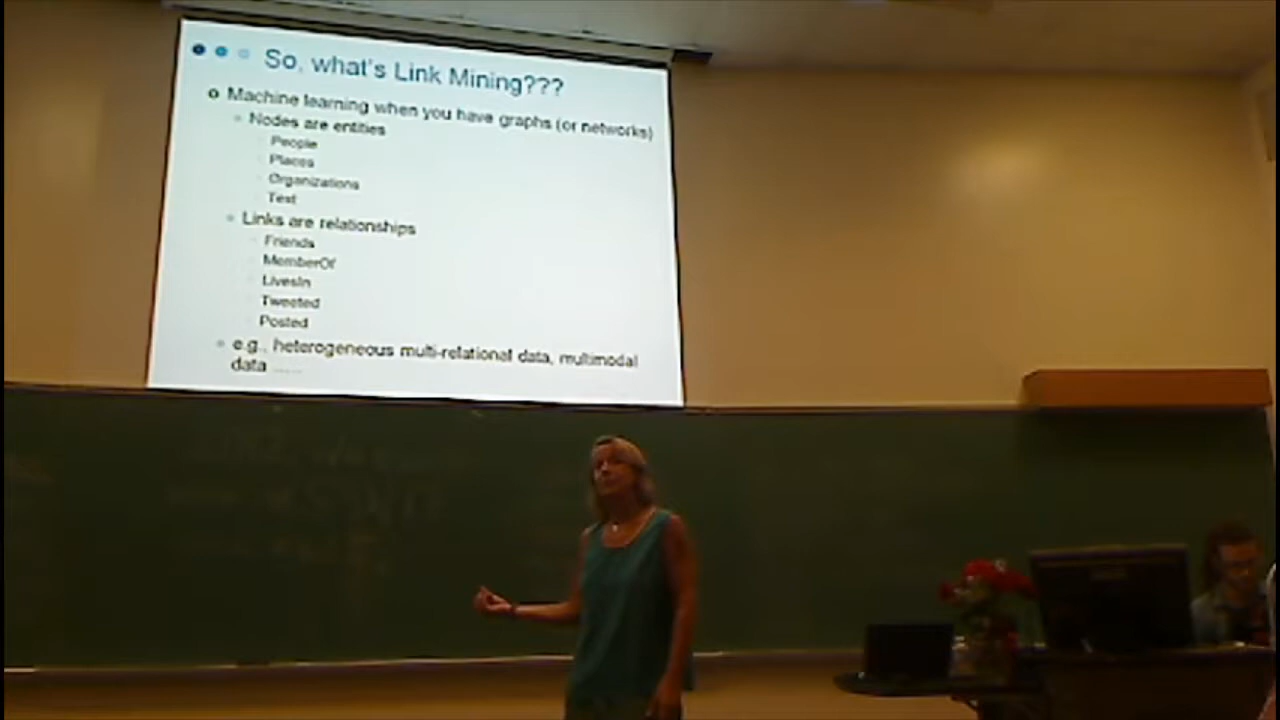 So, what's Link Mining???
Machine learning when you have graphs (or networks)
Nodes are entities
People
Places
Organizations
Text
Links are relationships
Friends
MemberOf
LivesIn
Tweeted
Posted
e.g., heterogeneous multi-relational data, multimodal
data .....